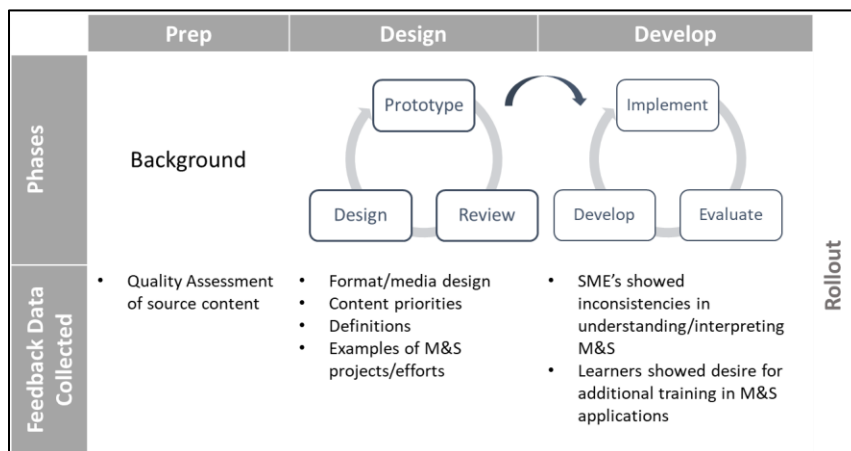 Prep
Design
Develop
Phases
Background
Prototype
Design
Review
Implement
Develop
Evaluate
Rollout
Feedback Data
Collected
• Quality Assessment
of source content
• Format/media design
• Content priorities
• Definitions
• Examples of M&S
projects/efforts
• SME's showed
inconsistencies in
understanding/interpreting
M&S
• Learners showed desire for
additional training in M&S
applications